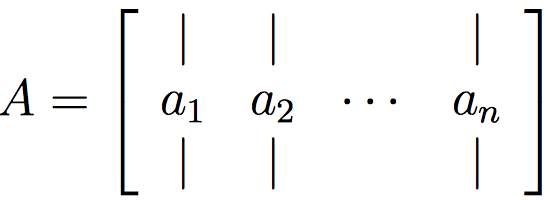 | | |
A = [ a₁ a₂ ⋯ aₙ ]
| | |